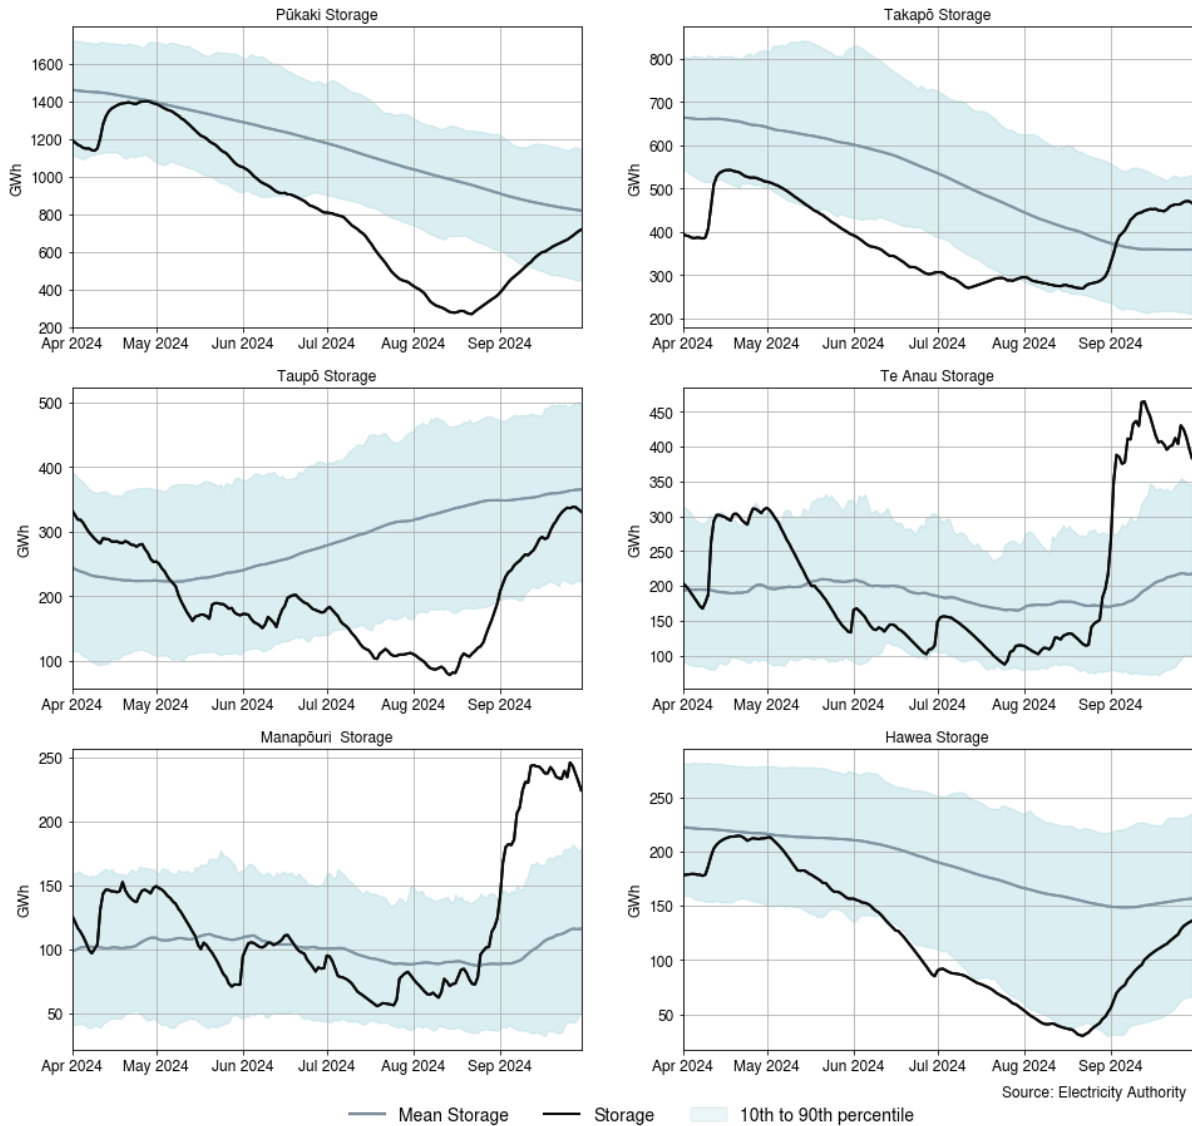 Pūkaki Storage
GWh
1600
1400
1200
1000
800
600
400
200
Apr 2024 May 2024 Jun 2024 Jul 2024 Aug 2024 Sep 2024
Takapō Storage
GWh
800
700
600
500
400
300
200
Apr 2024 May 2024 Jun 2024 Jul 2024 Aug 2024 Sep 2024
Taupō Storage
GWh
500
400
300
200
100
Apr 2024 May 2024 Jun 2024 Jul 2024 Aug 2024 Sep 2024
Te Anau Storage
GWh
450
400
350
300
250
200
150
100
Apr 2024 May 2024 Jun 2024 Jul 2024 Aug 2024 Sep 2024
Manapōuri Storage
GWh
250
200
150
100
50
Apr 2024 May 2024 Jun 2024 Jul 2024 Aug 2024 Sep 2024
Hawea Storage
GWh
250
200
150
100
50
Apr 2024 May 2024 Jun 2024 Jul 2024 Aug 2024 Sep 2024
Source: Electricity Authority
Mean Storage Storage 10th to 90th percentile